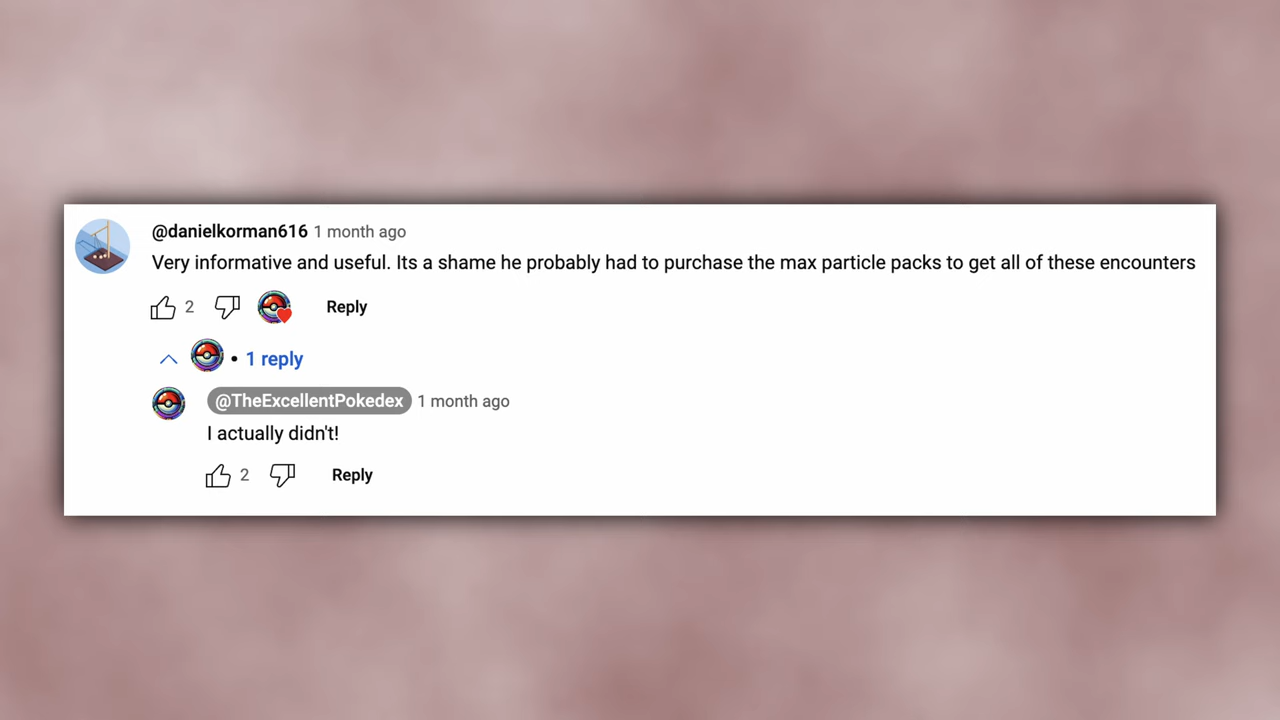 @danielkorman616 1 month ago
Very informative and useful. Its a shame he probably had to purchase the max particle packs to get all of these encounters
2 Reply
• 1 reply
@TheExcellentPokedex 1 month ago
I actually didn't!
2 Reply